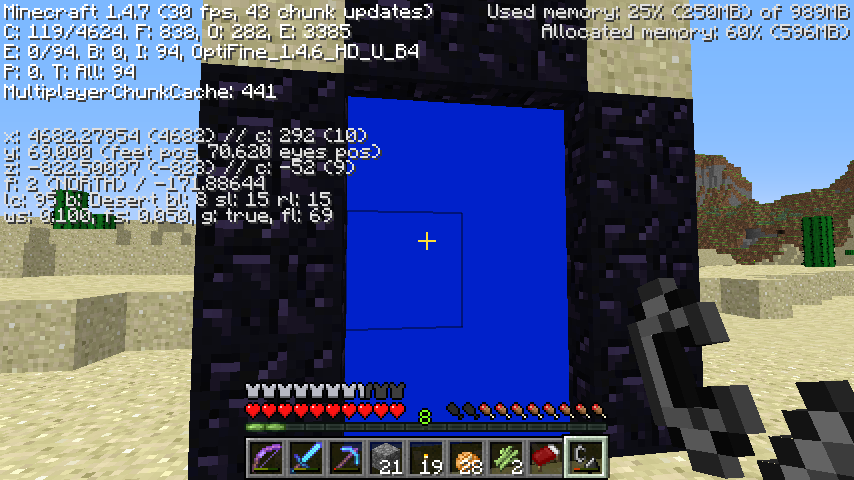 Minecraft 1.4.7 (30 fps, 43 chunk updates)
Used memory: 25% (250MB) of 989MB
C: 119/4624, F: 838, O: 282, E: 3385
Allocated memory: 60% (596MB)
E: 0/94, B: 0, I: 94, OptiFine_1.4.6_HD_U_B4
P: 0, T: All: 94
MultiplayerChunkCache: 441
x: 4682.27954 (4682) // c: 292 (10)
y: 69.000 (feet pos, 70.620 eyes pos)
z: -822.50097 (-823) // c: -52 (9)
f: 2 (NORTH) / -171.88644
lc: 95 b: Desert bl: 8 sl: 15 rl: 15
ws: 0.100, fs: 0.050, g: true, fl: 69
8
21 19 28 2